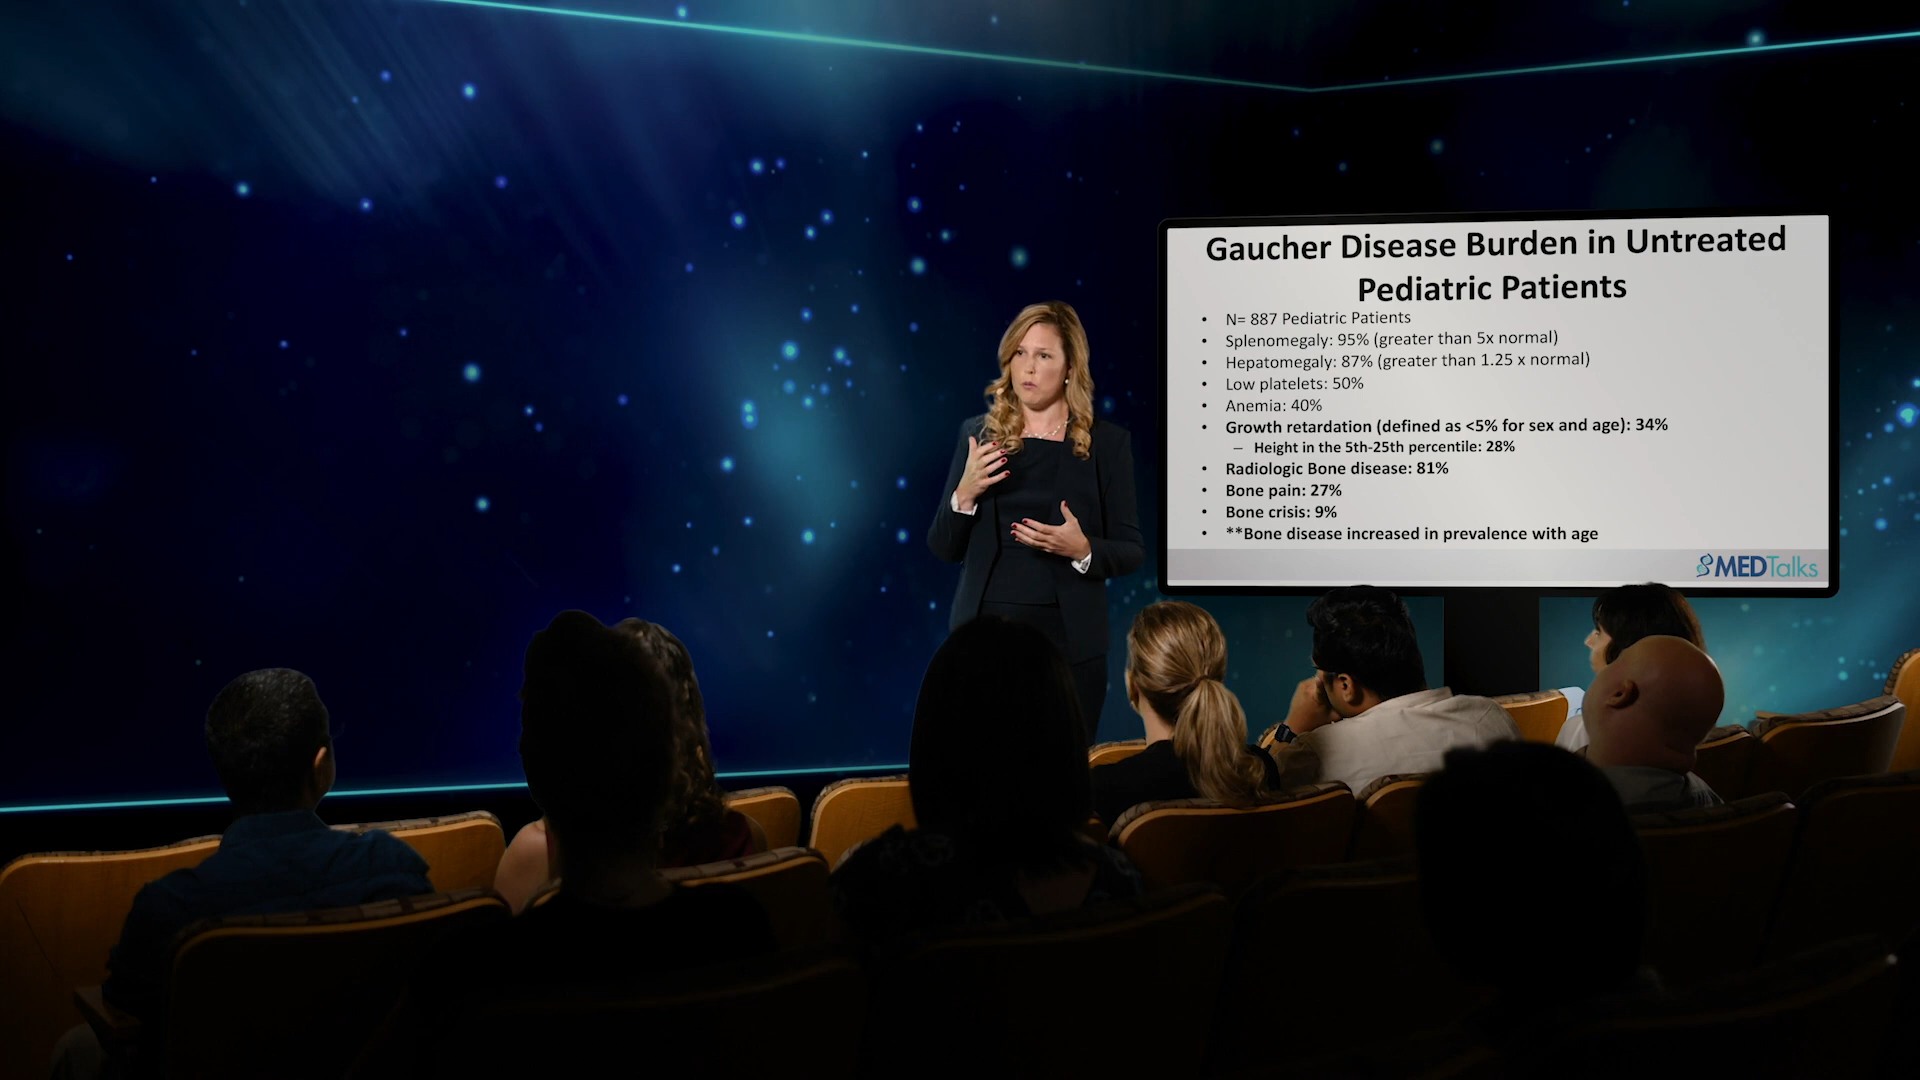 Gaucher Disease Burden in Untreated
Pediatric Patients
• N= 887 Pediatric Patients
• Splenomegaly: 95% (greater than 5x normal)
• Hepatomegaly: 87% (greater than 1.25 x normal)
• Low platelets: 50%
• Anemia: 40%
• Growth retardation (defined as <5% for sex and age): 34%
– Height in the 5th-25th percentile: 28%
• Radiologic Bone disease: 81%
• Bone pain: 27%
• Bone crisis: 9%
• **Bone disease increased in prevalence with age
MEDTalks